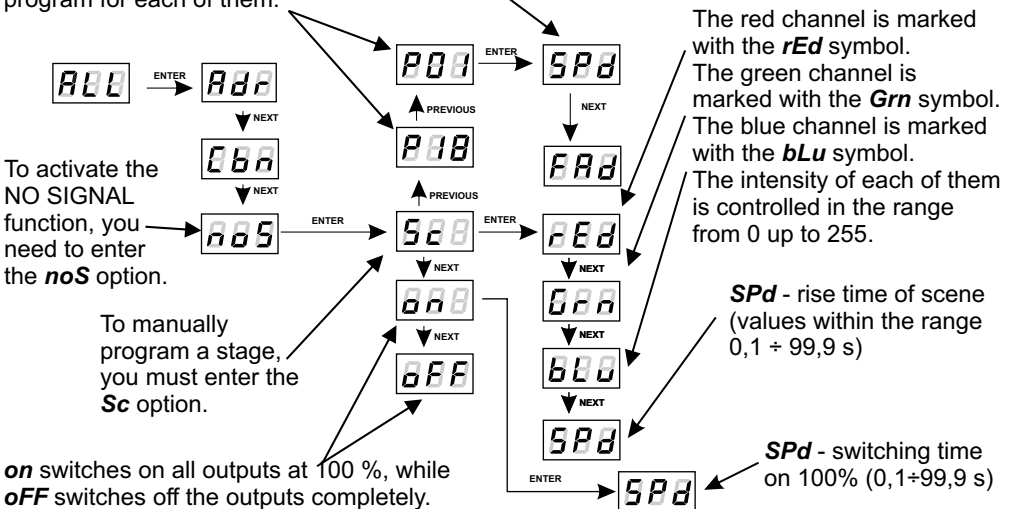 program for each of them.
The red channel is marked
with the rEd symbol.
The green channel is
marked with the Grn symbol.
The blue channel is marked
with the bLu symbol.
The intensity of each of them
is controlled in the range
from 0 up to 255.
ALL
ENTER
Adr
NEXT
Cbn
NEXT
noS
ENTER
P01
ENTER
SPd
PREVIOUS
NEXT
P18
FAd
PREVIOUS
Sc
ENTER
rEd
NEXT
NEXT
on
Grn
NEXT
NEXT
oFF
bLu
NEXT
SPd
ENTER
SPd
To activate the
NO SIGNAL
function, you
need to enter
the noS option.
To manually
program a stage,
you must enter the
Sc option.
SPd - rise time of scene
(values within the range
0,1 ÷ 99,9 s)
on switches on all outputs at 100 %, while
oFF switches off the outputs completely.
SPd - switching time
on 100% (0,1÷99,9 s)